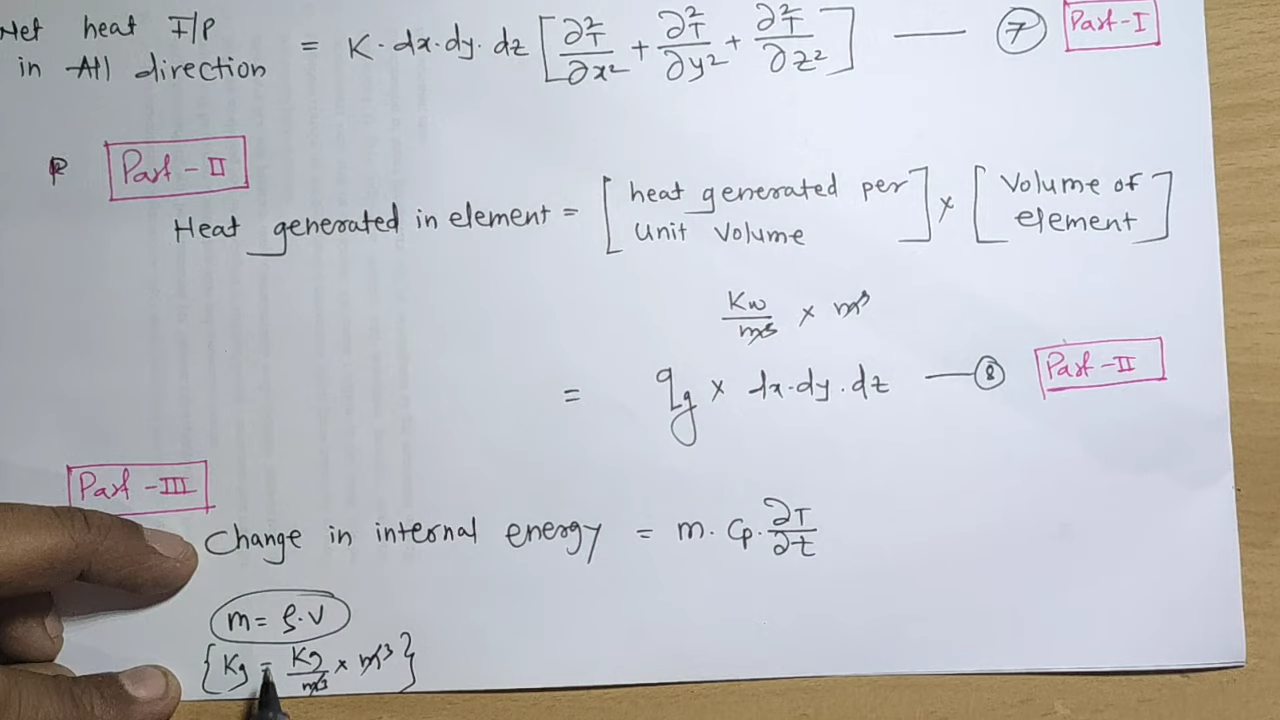 Net heat I/P
in All direction = K·dx·dy·dz [∂²T/∂x² + ∂²T/∂y² + ∂²T/∂z²] — ⑦ Part-I
Part-II
Heat generated in element = [heat generated per unit volume] × [Volume of element]
Kw/m³ × m³
= qg × dx·dy·dz — ⑧ Part-II
Part-III
Change in internal energy = m·Cp·∂T/∂t
m = ρ·V
{Kg = Kg/m³ × m³}